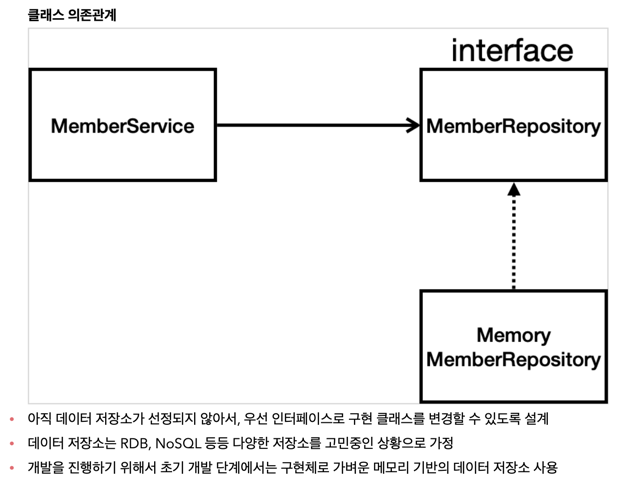 클래스 의존관계
interface
MemberService
MemberRepository
Memory
MemberRepository
• 아직 데이터 저장소가 선정되지 않아서, 우선 인터페이스로 구현 클래스를 변경할 수 있도록 설계
• 데이터 저장소는 RDB, NoSQL 등등 다양한 저장소를 고민중인 상황으로 가정
• 개발을 진행하기 위해서 초기 개발 단계에서는 구현체로 가벼운 메모리 기반의 데이터 저장소 사용